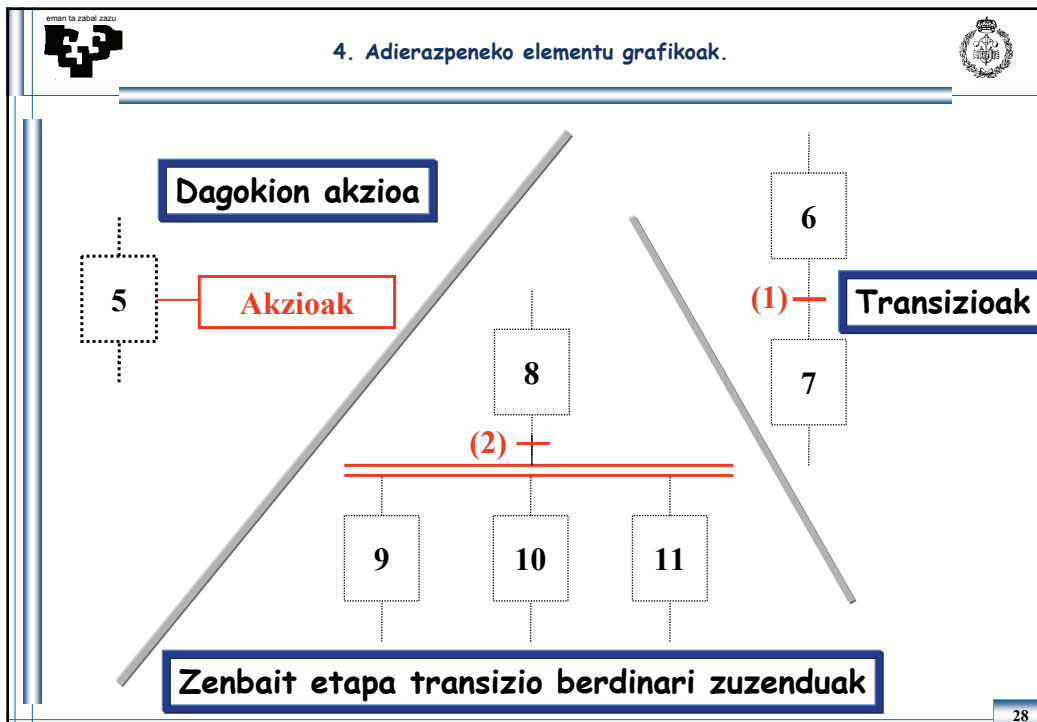 eman ta zabal zazu
4. Adierazpeneko elementu grafikoak.
Dagokion akzioa
5
Akzioak
6
(1)
Transizioak
7
8
(2)
9
10
11
Zenbait etapa transizio berdinari zuzenduak
28